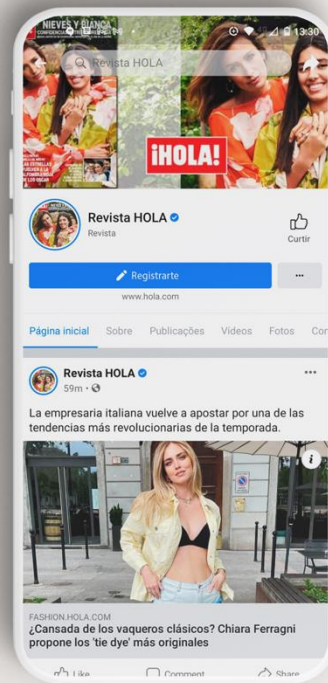 NIEVES Y BIANCA
13:30
Revista HOLA
¡HOLA!
Revista HOLA
Revista
Curtir
Registrarte
www.hola.com
Página inicial Sobre Publicações Vídeos Fotos
Revista HOLA
59m
La empresaria italiana vuelve a apostar por una de las
tendencias más revolucionarias de la temporada.
FASHION.HOLA.COM
¿Cansada de los vaqueros clásicos? Chiara Ferragni
propone los 'tie dye' más originales
Like Comment Share